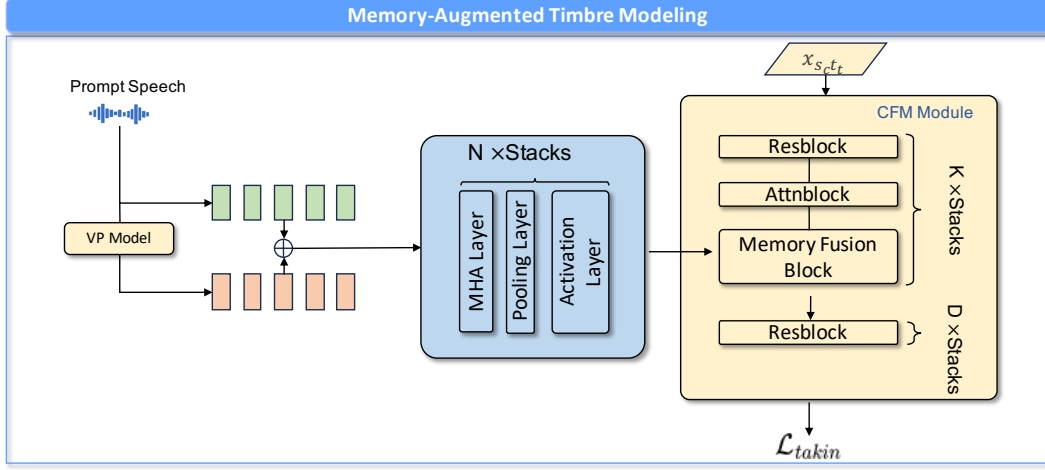 Memory-Augmented Timbre Modeling
Prompt Speech
VP Model
N ×Stacks
MHA Layer
Pooling Layer
Activation
Layer
x_{s_c t_t}
CFM Module
Resblock
Attnblock
Memory Fusion
Block
K ×Stacks
Resblock
D ×Stacks
ℒ_{takin}